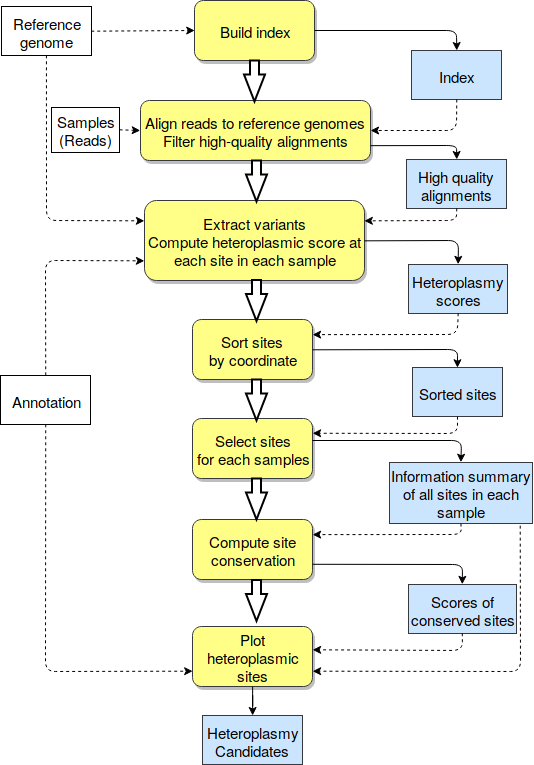 Reference
genome
Build index
Index
Samples
(Reads)
Align reads to reference genomes
Filter high-quality alignments
High quality
alignments
Extract variants
Compute heteroplasmic score at
each site in each sample
Heteroplasmy
scores
Sort sites
by coordinate
Annotation
Sorted sites
Select sites
for each samples
Information summary
of all sites in each
sample
Compute site
conservation
Scores of
conserved sites
Plot
heteroplasmic
sites
Heteroplasmy
Candidates